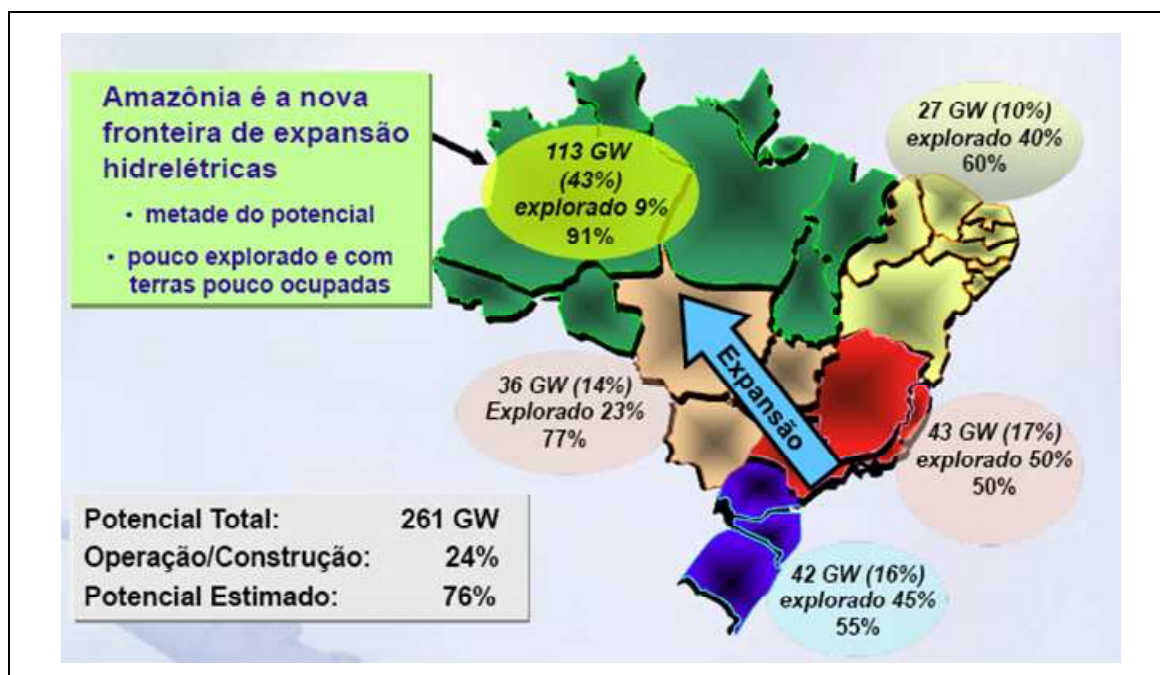 Amazônia é a nova
fronteira de expansão
hidrelétricas
• metade do potencial
• pouco explorado e com
terras pouco ocupadas
113 GW
(43%)
explorado 9%
91%
27 GW (10%)
explorado 40%
60%
Expansão
36 GW (14%)
Explorado 23%
77%
43 GW (17%)
explorado 50%
50%
42 GW (16%)
explorado 45%
55%
Potencial Total: 261 GW
Operação/Construção: 24%
Potencial Estimado: 76%